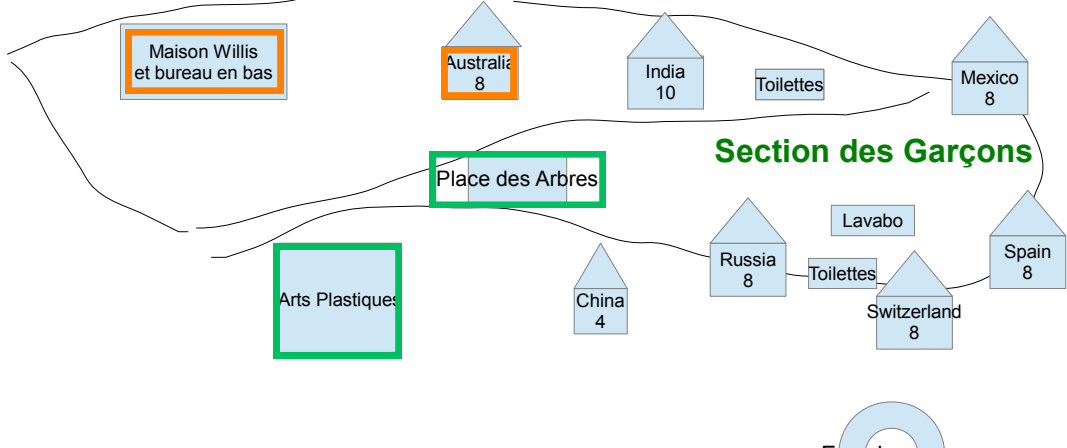 Maison Willis
et bureau en bas
Australia
8
India
10
Toilettes
Mexico
8
Section des Garçons
Place des Arbres
Lavabo
Russia
8
Toilettes
Spain
8
Arts Plastiques
China
4
Switzerland
8